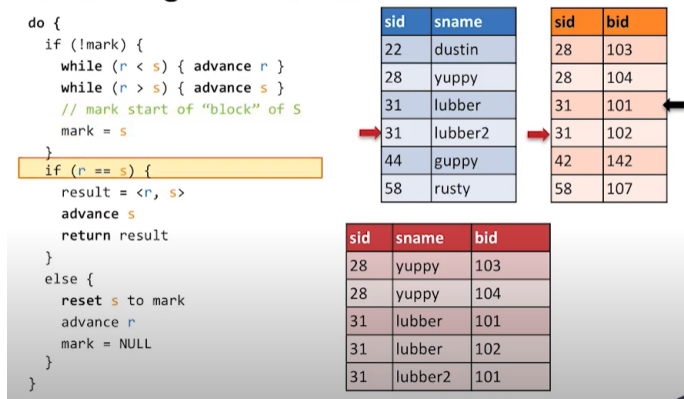 do {
if (!mark) {
while (r < s) { advance r }
while (r > s) { advance s }
// mark start of “block” of S
mark = s
}
if (r == s) {
result = <r, s>
advance s
return result
}
else {
reset s to mark
advance r
mark = NULL
}
}
sid sname
22 dustin
28 yuppy
31 lubber
31 lubber2
44 guppy
58 rusty
sid bid
28 103
28 104
31 101
31 102
42 142
58 107
sid sname bid
28 yuppy 103
28 yuppy 104
31 lubber 101
31 lubber 102
31 lubber2 101